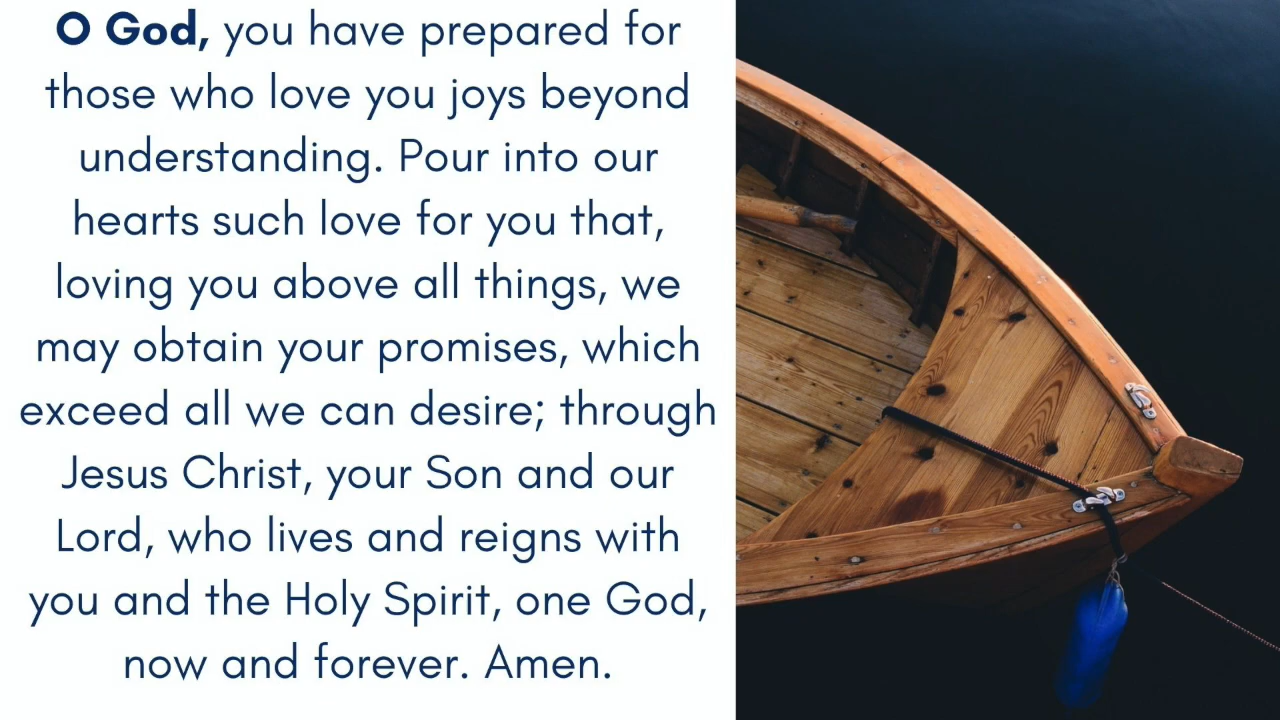 O God, you have prepared for
those who love you joys beyond
understanding. Pour into our
hearts such love for you that,
loving you above all things, we
may obtain your promises, which
exceed all we can desire; through
Jesus Christ, your Son and our
Lord, who lives and reigns with
you and the Holy Spirit, one God,
now and forever. Amen.